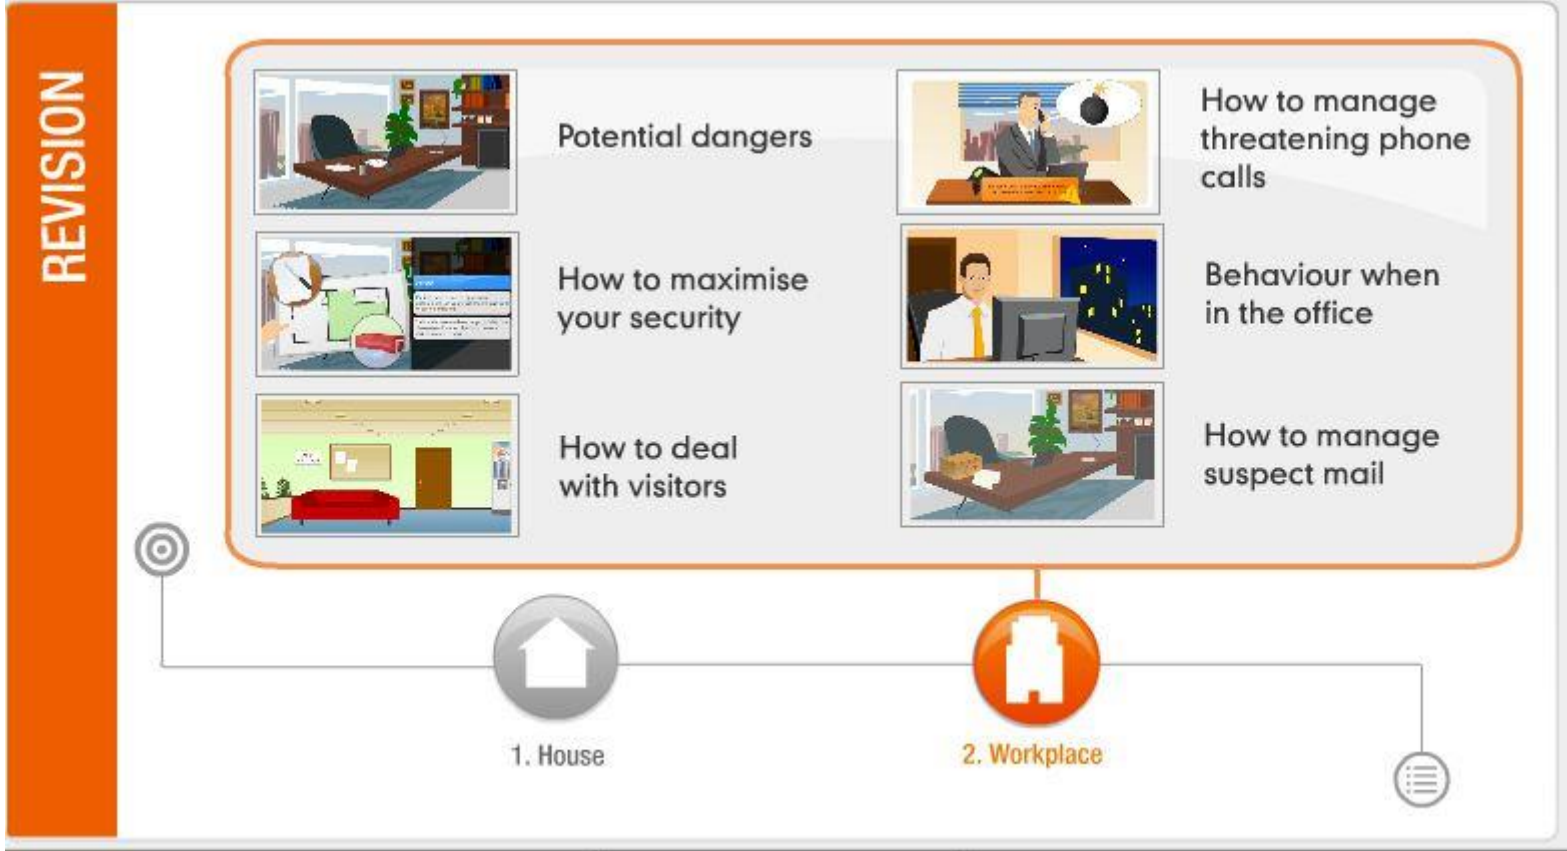 REVISION
Potential dangers
How to maximise
your security
How to deal
with visitors
How to manage
threatening phone
calls
Behaviour when
in the office
How to manage
suspect mail
1. House
2. Workplace